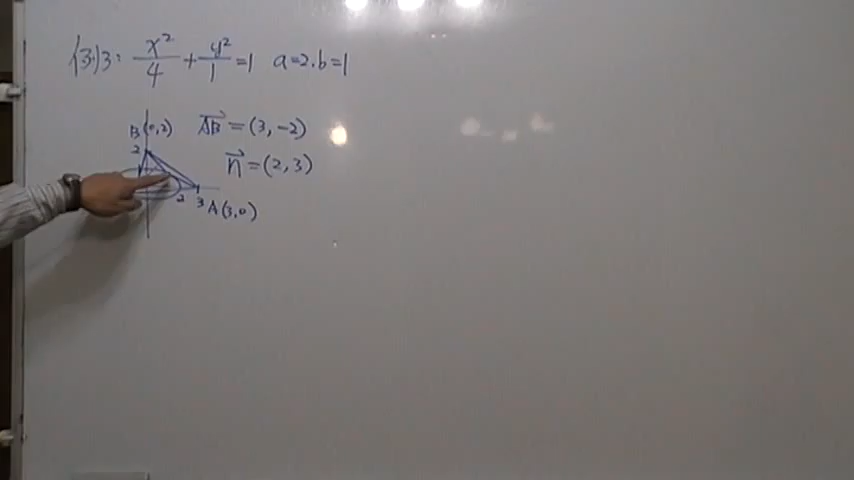 例3: x²/4 + y²/1 = 1 a=2, b=1
B(0,2) AB→ = (3,-2)
2 n→ = (2,3)
2 3 A(3,0)